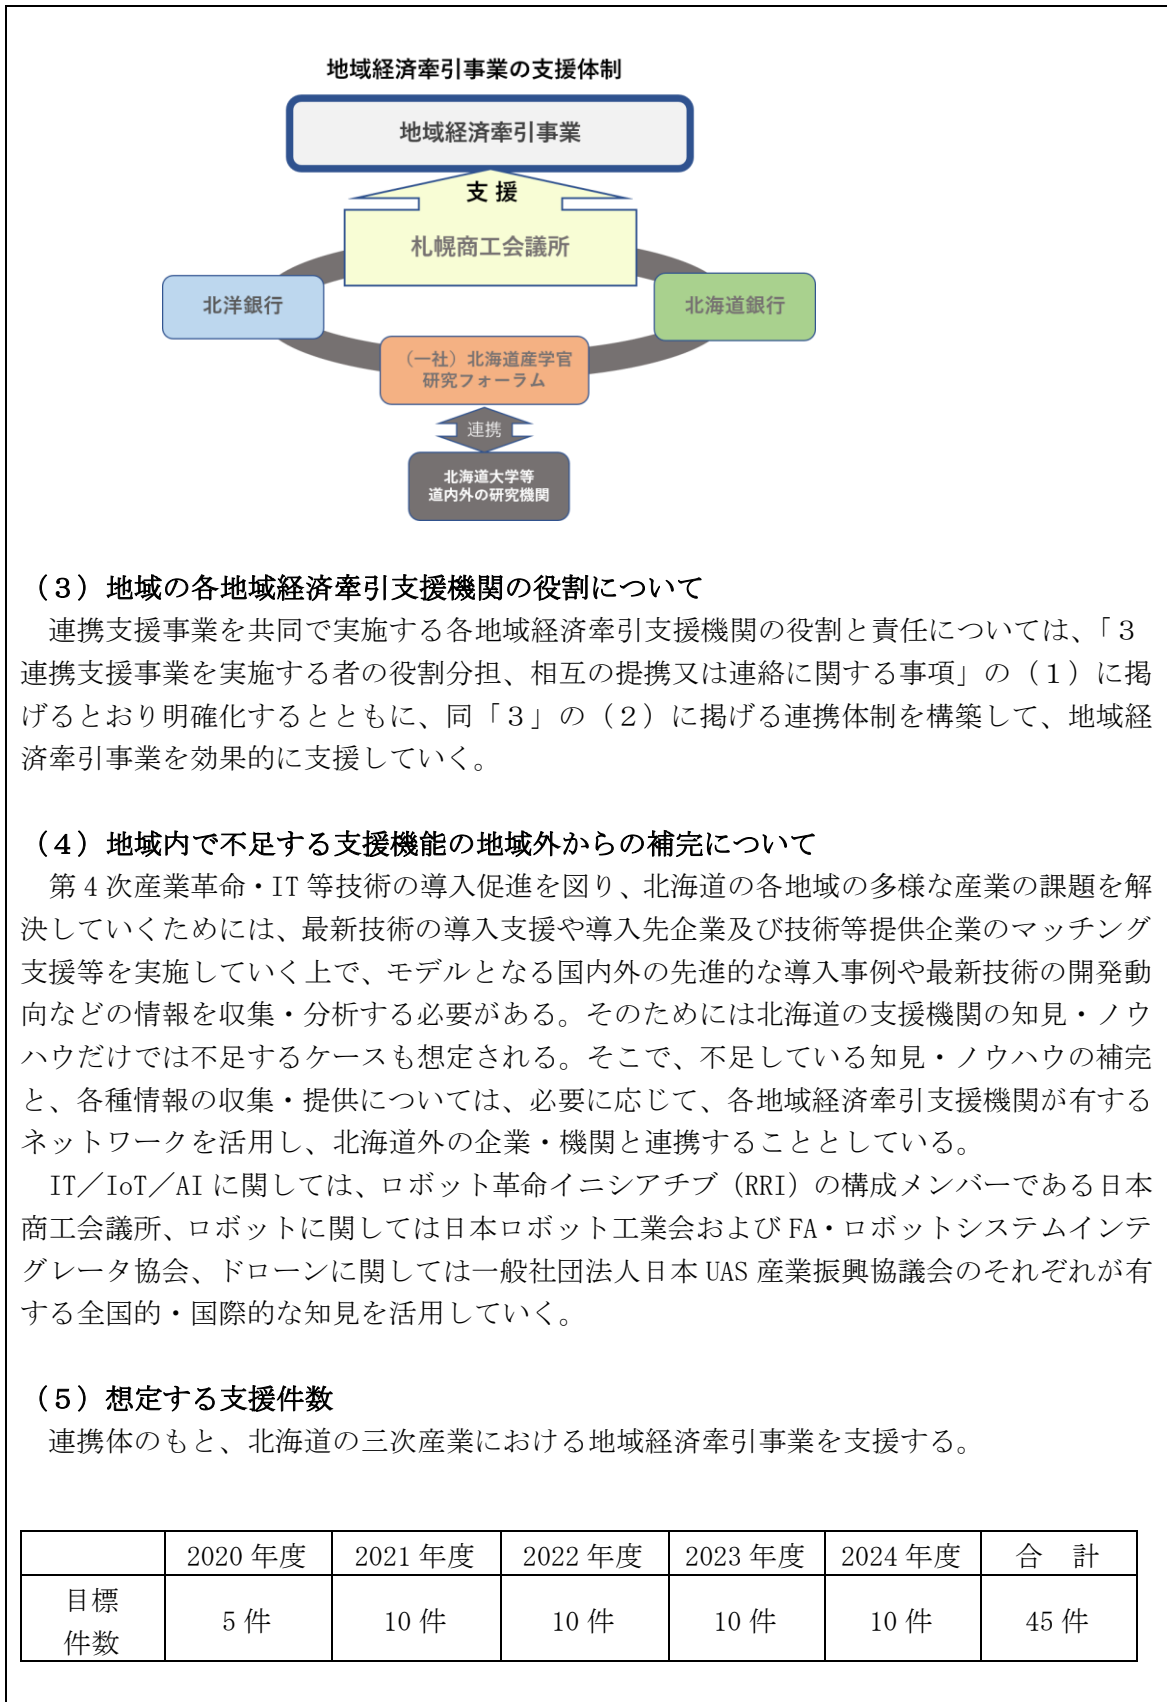 地域経済牽引事業の支援体制
地域経済牽引事業
支 援
札幌商工会議所
北洋銀行
北海道銀行
（一社）北海道産学官
研究フォーラム
連携
北海道大学等
道内外の研究機関
（３）地域の各地域経済牽引支援機関の役割について
連携支援事業を共同で実施する各地域経済牽引支援機関の役割と責任については、「３
連携支援事業を実施する者の役割分担、相互の提携又は連絡に関する事項」の（１）に掲
げるとおり明確化するとともに、同「３」の（２）に掲げる連携体制を構築して、地域経
済牽引事業を効果的に支援していく。
（４）地域内で不足する支援機能の地域外からの補完について
第 4 次産業革命・IT 等技術の導入促進を図り、北海道の各地域の多様な産業の課題を解
決していくためには、最新技術の導入支援や導入先企業及び技術等提供企業のマッチング
支援等を実施していく上で、モデルとなる国内外の先進的な導入事例や最新技術の開発動
向などの情報を収集・分析する必要がある。そのためには北海道の支援機関の知見・ノウ
ハウだけでは不足するケースも想定される。そこで、不足している知見・ノウハウの補完
と、各種情報の収集・提供については、必要に応じて、各地域経済牽引支援機関が有する
ネットワークを活用し、北海道外の企業・機関と連携することとしている。
IT／IoT／AI に関しては、ロボット革命イニシアチブ（RRI）の構成メンバーである日本
商工会議所、ロボットに関しては日本ロボット工業会および FA・ロボットシステムインテ
グレータ協会、ドローンに関しては一般社団法人日本 UAS 産業振興協議会のそれぞれが有
する全国的・国際的な知見を活用していく。
（５）想定する支援件数
連携体のもと、北海道の三次産業における地域経済牽引事業を支援する。
2020 年度 2021 年度 2022 年度 2023 年度 2024 年度 合　計
目標
件数 5 件 10 件 10 件 10 件 10 件 45 件